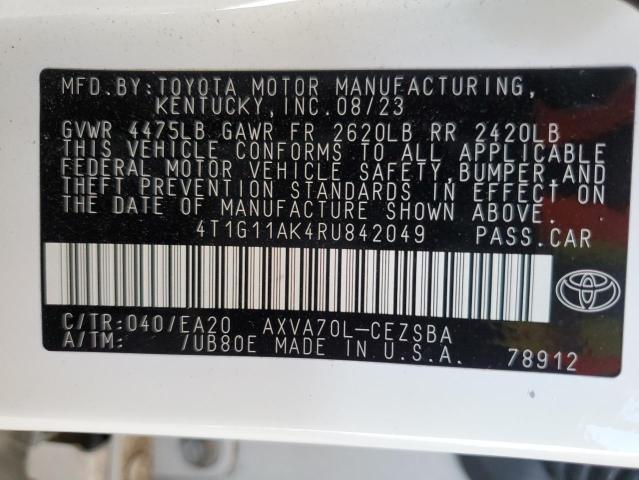 MFD.BY:TOYOTA MOTOR MANUFACTURING,
KENTUCKY,INC.08/23
GVWR 4475LB GAWR FR 2620LB RR 2420LB
THIS VEHICLE CONFORMS TO ALL APPLICABLE
FEDERAL MOTOR VEHICLE SAFETY,BUMPER,AND
THEFT PREVENTION STANDARDS IN EFFECT ON
THE DATE OF MANUFACTURE SHOWN ABOVE.
4T1G11AK4RU842049 PASS.CAR
C/TR:040/EA20 AXVA70L-CEZSBA
A/TM: /UB80E MADE IN U.S.A. 78912